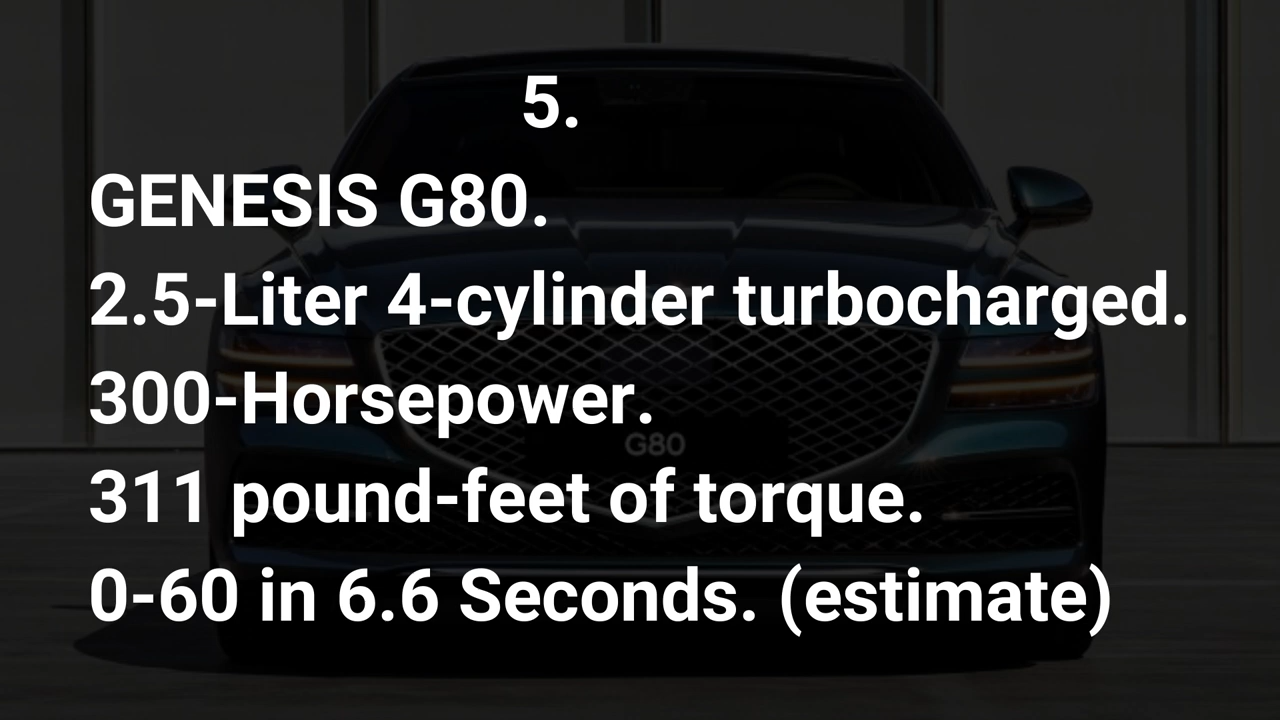 5.
GENESIS G80.
2.5-Liter 4-cylinder turbocharged.
300-Horsepower.
G80
311 pound-feet of torque.
0-60 in 6.6 Seconds. (estimate)